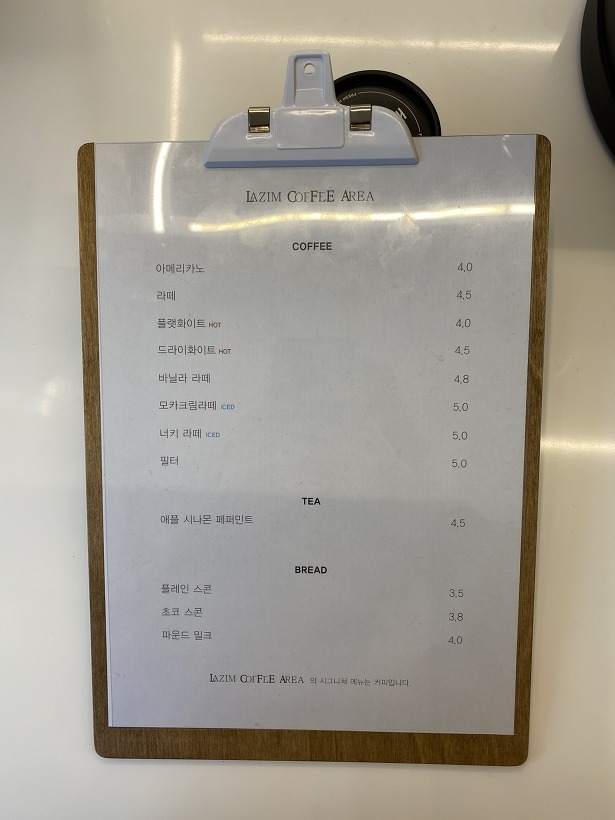 LAZIM COFFEE AREA
COFFEE
아메리카노 4.0
라떼 4.5
플랫화이트 HOT 4.0
드라이화이트 HOT 4.5
바닐라 라떼 4.8
모카크림라떼 ICED 5.0
너키 라떼 ICED 5.0
필터 5.0
TEA
애플 시나몬 페퍼민트 4.5
BREAD
플레인 스콘 3.5
초코 스콘 3.8
파운드 밀크 4.0
LAZIM COFFEE AREA 의 시그니쳐 메뉴는 커피입니다.